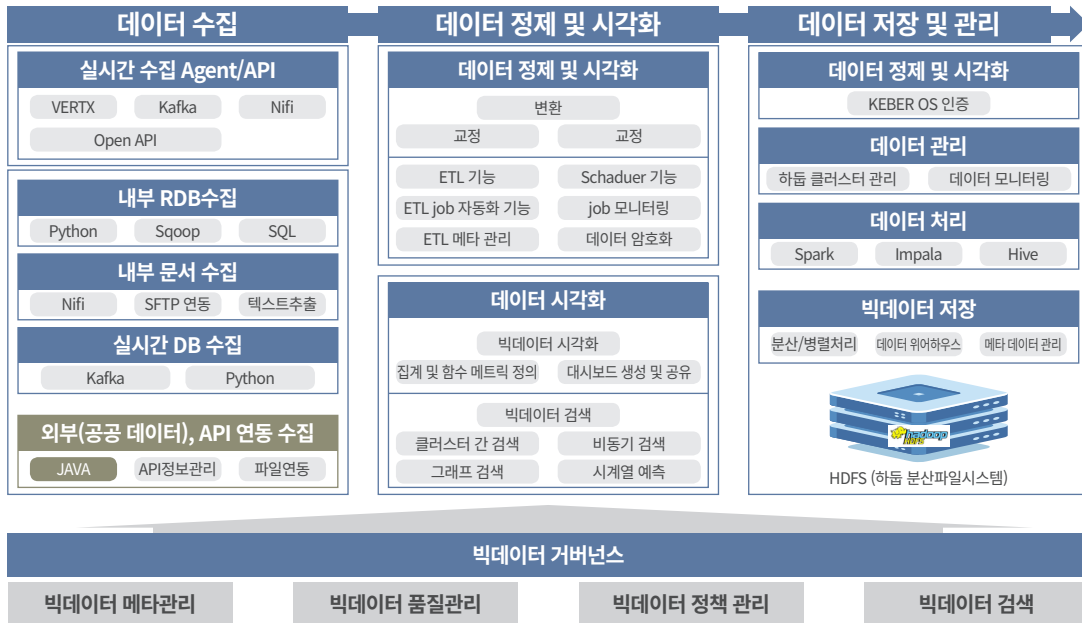 데이터 수집
실시간 수집 Agent/API
VERTX Kafka Nifi
Open API
내부 RDB수집
Python Sqoop SQL
내부 문서 수집
Nifi SFTP 연동 텍스트추출
실시간 DB 수집
Kafka Python
외부(공공 데이터), API 연동 수집
JAVA API정보관리 파일연동
데이터 정제 및 시각화
데이터 정제 및 시각화
변환
교정 교정
ETL 기능 Schaduer 기능
ETL job 자동화 기능 job 모니터링
ETL 메타 관리 데이터 암호화
데이터 시각화
빅데이터 시각화
집계 및 함수 메트릭 정의 대시보드 생성 및 공유
빅데이터 검색
클러스터 간 검색 비동기 검색
그래프 검색 시계열 예측
데이터 저장 및 관리
데이터 정제 및 시각화
KEBER OS 인증
데이터 관리
하둡 클러스터 관리 데이터 모니터링
데이터 처리
Spark Impala Hive
빅데이터 저장
분산/병렬처리 데이터 위어하우스 메타 데이터 관리
hadoop
HDFS
HDFS (하둡 분산파일시스템)
빅데이터 거버넌스
빅데이터 메타관리 빅데이터 품질관리 빅데이터 정책 관리 빅데이터 검색